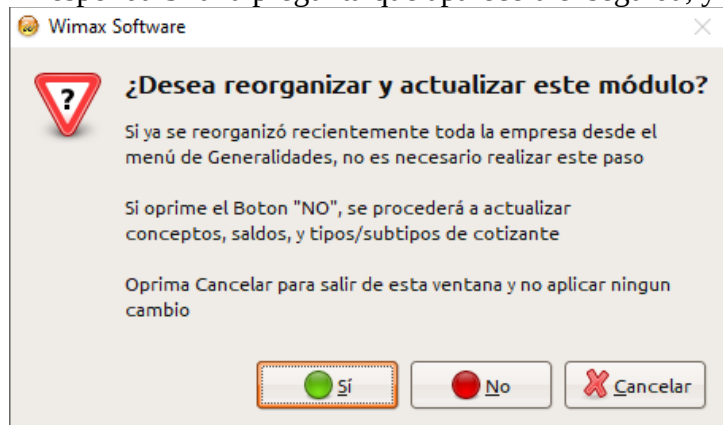 Wimax Software
?
¿Desea reorganizar y actualizar este módulo?
Si ya se reorganizó recientemente toda la empresa desde el
menú de Generalidades, no es necesario realizar este paso
Si oprime el Boton "NO", se procederá a actualizar
conceptos, saldos, y tipos/subtipos de cotizante
Oprima Cancelar para salir de esta ventana y no aplicar ningun
cambio
Sí No Cancelar